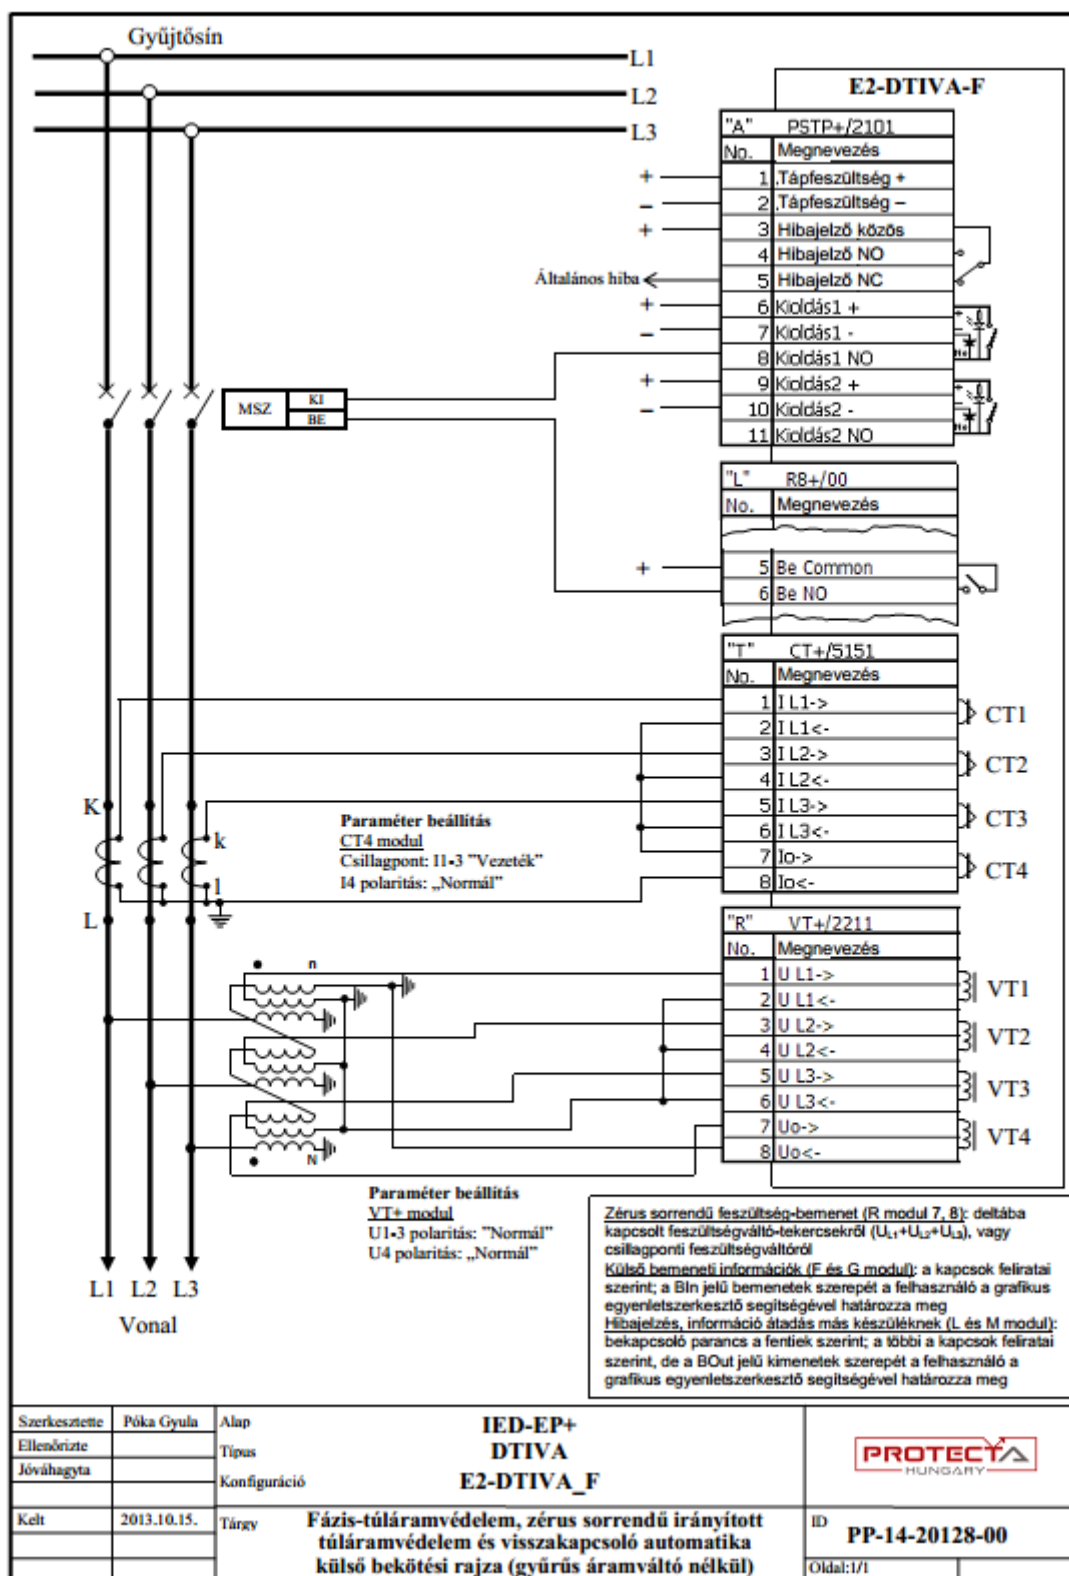 Gyűjtősín
L1
L2
L3
E2-DTIVA-F
"A" PSTP+/2101
No. Megnevezés
+ 1 Tápfeszültség +
− 2 Tápfeszültség −
+ 3 Hibajelző közös
4 Hibajelző NO
Általános hiba 5 Hibajelző NC
+ 6 Kioldás1 +
− 7 Kioldás1 -
8 Kioldás1 NO
+ 9 Kioldás2 +
− 10 Kioldás2 -
11 Kioldás2 NO
MSZ KI
BE
"L" R8+/00
No. Megnevezés
+ 5 Be Common
6 Be NO
"T" CT+/5151
No. Megnevezés
1 I L1->
2 I L1<-
CT1
3 I L2->
4 I L2<-
CT2
5 I L3->
6 I L3<-
CT3
7 Io->
8 Io<-
CT4
K
k
l
L
Paraméter beállítás
CT4 modul
Csillagpont: I1-3 "Vezeték"
I4 polaritás: „Normál"
"R" VT+/2211
No. Megnevezés
1 U L1->
2 U L1<-
VT1
3 U L2->
4 U L2<-
VT2
5 U L3->
6 U L3<-
VT3
7 Uo->
8 Uo<-
VT4
n
N
Paraméter beállítás
VT+ modul
U1-3 polaritás: "Normál"
U4 polaritás: „Normál"
L1 L2 L3
Vonal
Zérus sorrendű feszültség-bemenet (R modul 7, 8): deltába
kapcsolt feszültségváltó-tekercsekről (UL1+UL2+UL3), vagy
csillagponti feszültségváltóról
Külső bemeneti információk (F és G modul): a kapcsok feliratai
szerint; a BIn jelű bemenetek szerepét a felhasználó a grafikus
egyenletszerkesztő segítségével határozza meg
Hibajelzés, információ átadás más készüléknek (L és M modul):
bekapcsoló parancs a fentiek szerint; a többi a kapcsok feliratai
szerint, de a BOut jelű kimenetek szerepét a felhasználó a
grafikus egyenletszerkesztő segítségével határozza meg
Szerkesztette Póka Gyula
Ellenőrizte
Jóváhagyta
Kelt 2013.10.15.
Alap IED-EP+
Típus DTIVA
Konfiguráció E2-DTIVA_F
Tárgy Fázis-túláramvédelem, zérus sorrendű irányított
túláramvédelem és visszakapcsoló automatika
külső bekötési rajza (gyűrűs áramváltó nélkül)
PROTECTA
HUNGARY
ID PP-14-20128-00
Oldal:1/1